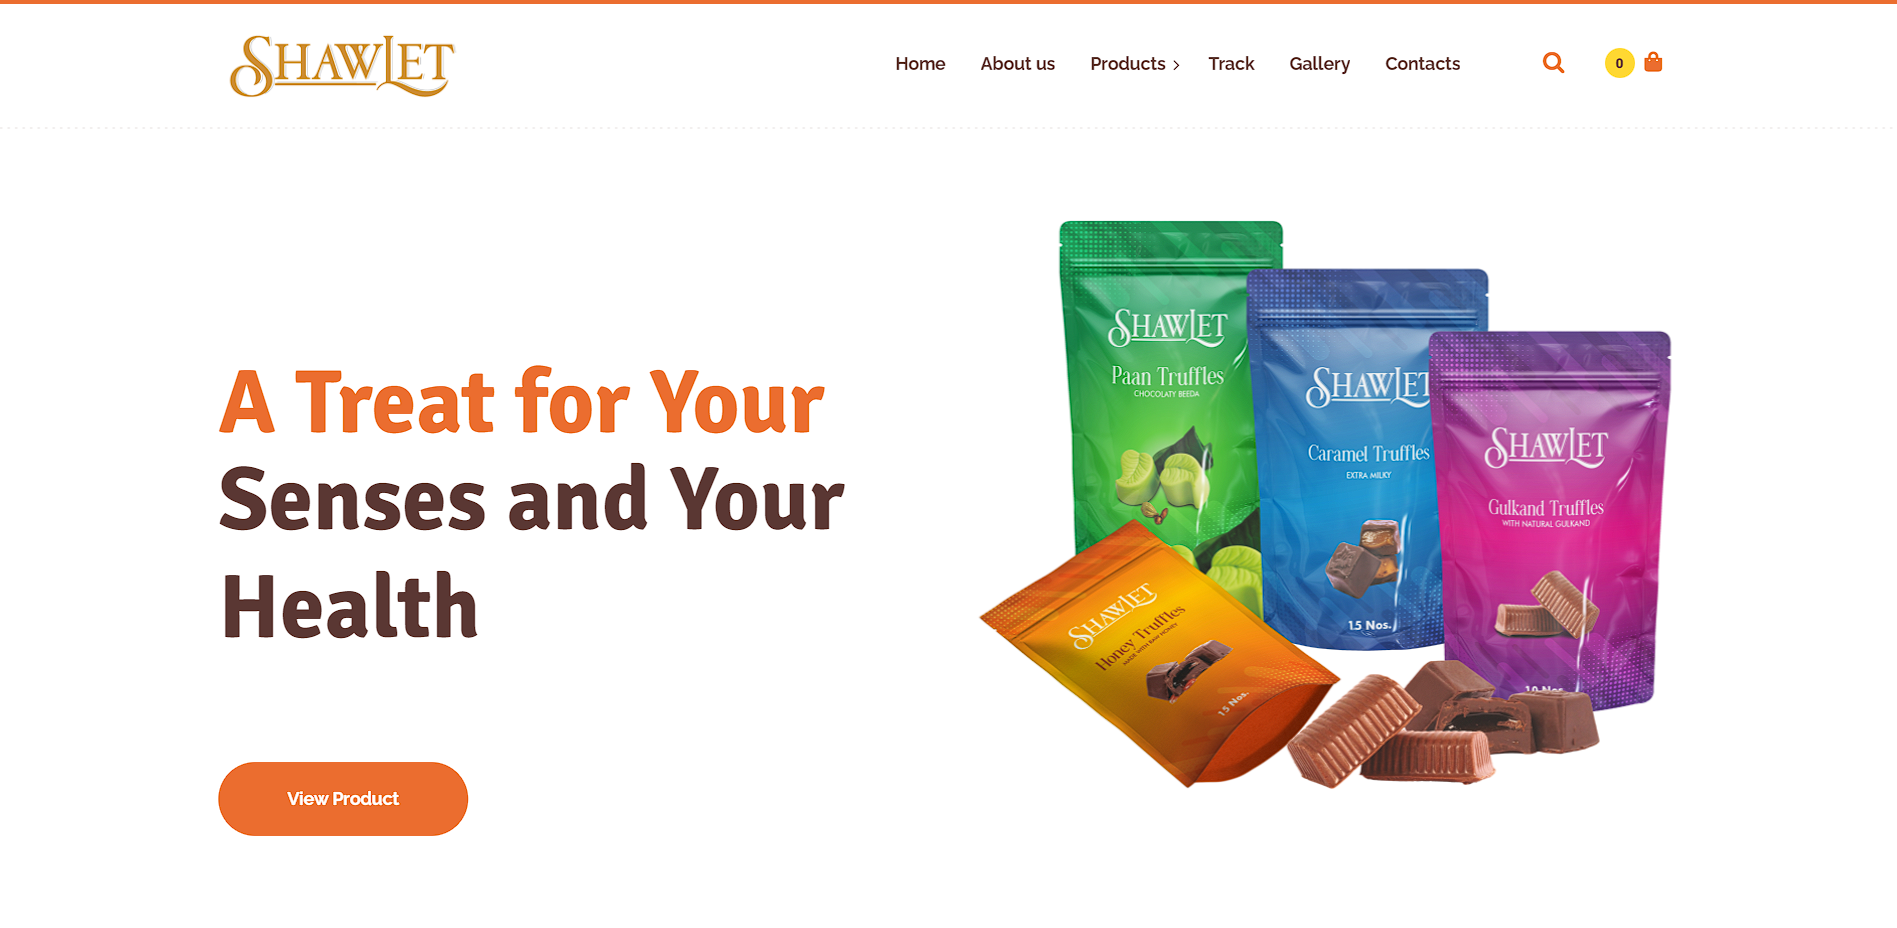 SHAWLET
Home About us Products Track Gallery Contacts 0
A Treat for Your
Senses and Your
Health
View Product
SHAWLET
Paan Truffles
CHOCOLATY BEEDA
SHAWLET
Caramel Truffles
EXTRA MILKY
15 Nos.
SHAWLET
Gulkand Truffles
WITH NATURAL GULKAND
10 Nos.
SHAWLET
Honey Truffles
MADE WITH RAW HONEY
15 Nos.